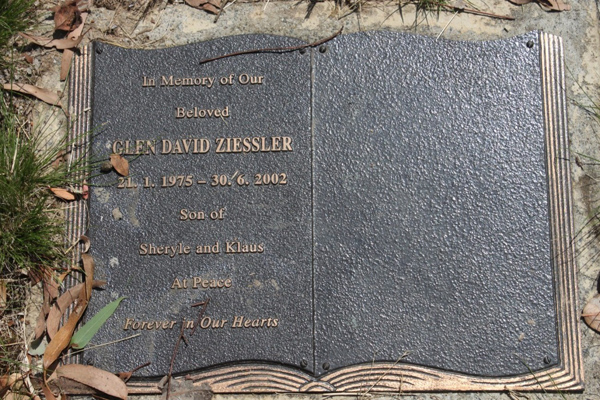 In Memory of Our
Beloved
GLEN DAVID ZIESSLER
21. 1. 1975 – 30. 6. 2002
Son of
Sheryle and Klaus
At Peace
Forever in Our Hearts